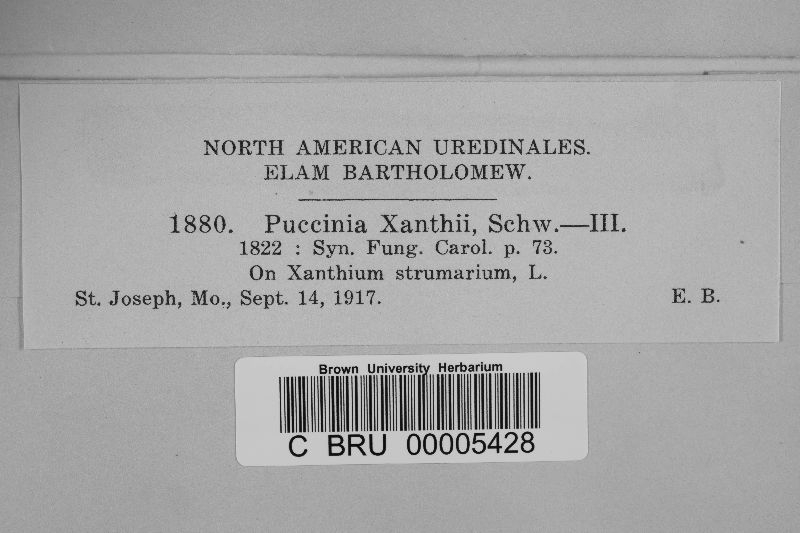 NORTH AMERICAN UREDINALES.
ELAM BARTHOLOMEW.
1880. Puccinia Xanthii, Schw.—III.
1822 : Syn. Fung. Carol. p. 73.
On Xanthium strumarium, L.
St. Joseph, Mo., Sept. 14, 1917. E. B.
Brown University Herbarium
C BRU 00005428